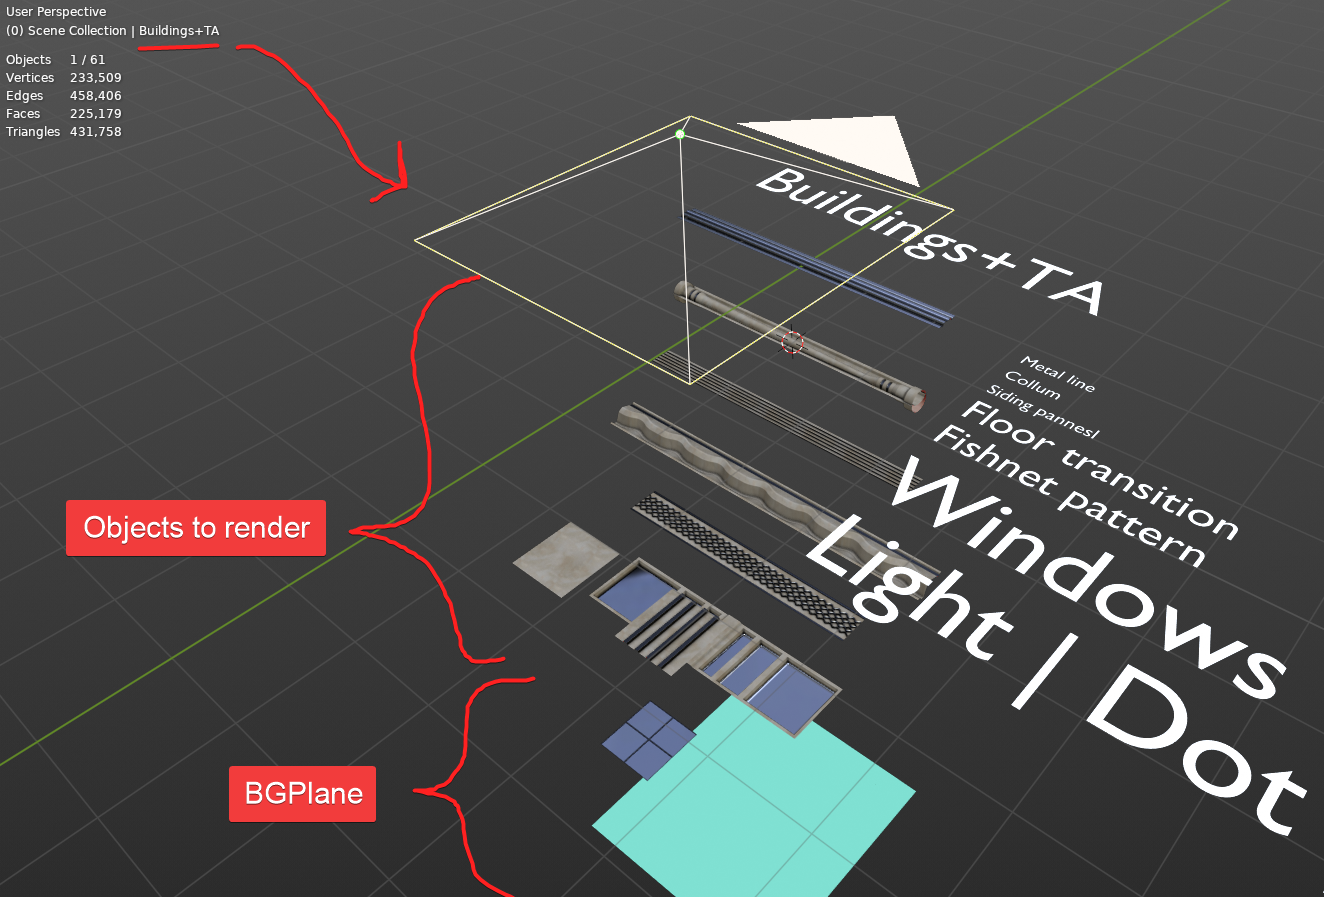 User Perspective
(0) Scene Collection | Buildings+TA
Objects 1 / 61
Vertices 233,509
Edges 458,406
Faces 225,179
Triangles 431,758
Buildings+TA
Metal line
Collum
Siding pannesl
Floor transition
Fishnet pattern
Windows
Light | Dot
Objects to render
BGPlane